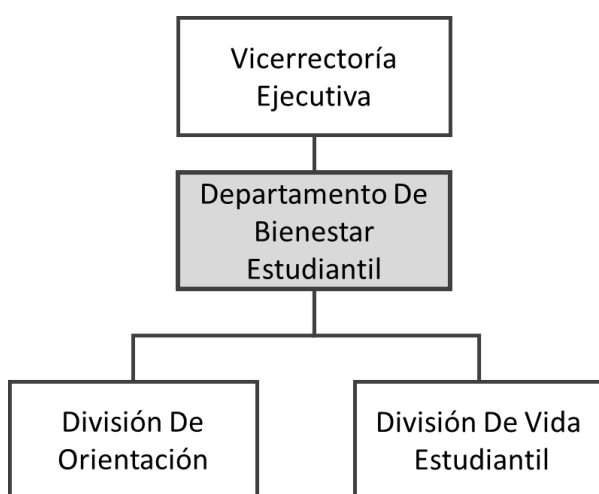 Vicerrectoría
Ejecutiva
Departamento De
Bienestar
Estudiantil
División De
Orientación
División De Vida
Estudiantil